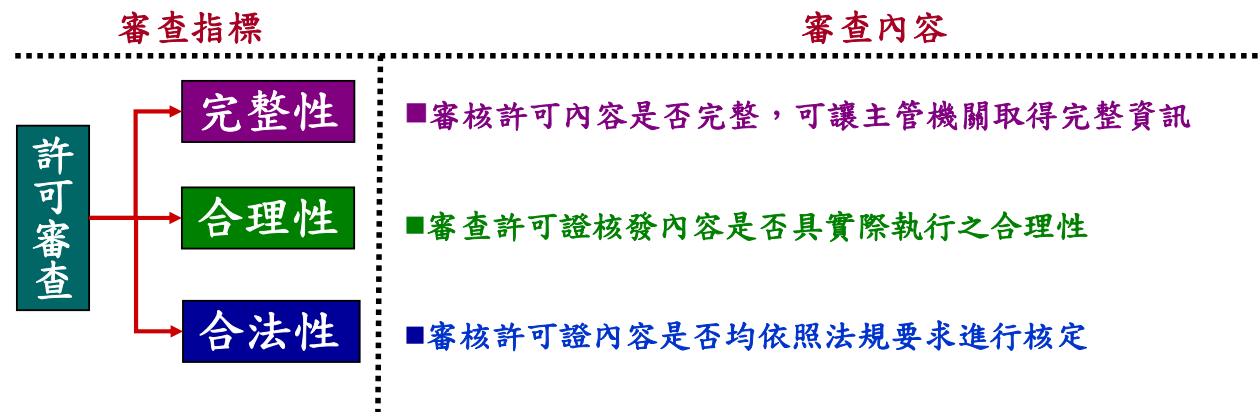 審查指標
審查內容
許可審查
完整性
■審核許可內容是否完整，可讓主管機關取得完整資訊
合理性
■審查許可證核發內容是否具實際執行之合理性
合法性
■審核許可證內容是否均依照法規要求進行核定